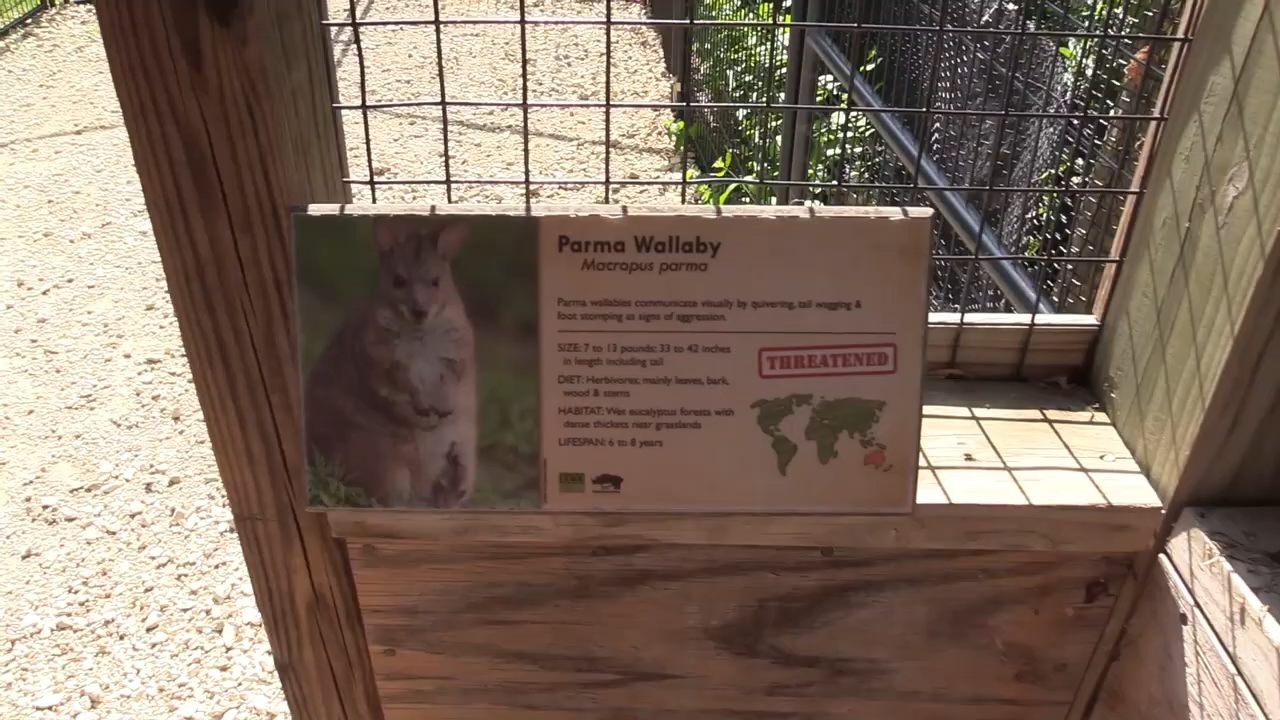 Parma Wallaby
Macropus parma
Parma wallabies communicate visually by quivering, tail wagging &
foot stomping as signs of aggression.
SIZE: 7 to 13 pounds; 33 to 42 inches
in length including tail
THREATENED
DIET: Herbivores; mainly leaves, bark,
wood & stems
HABITAT: Wet eucalyptus forests with
dense thickets near grasslands
LIFESPAN: 6 to 8 years